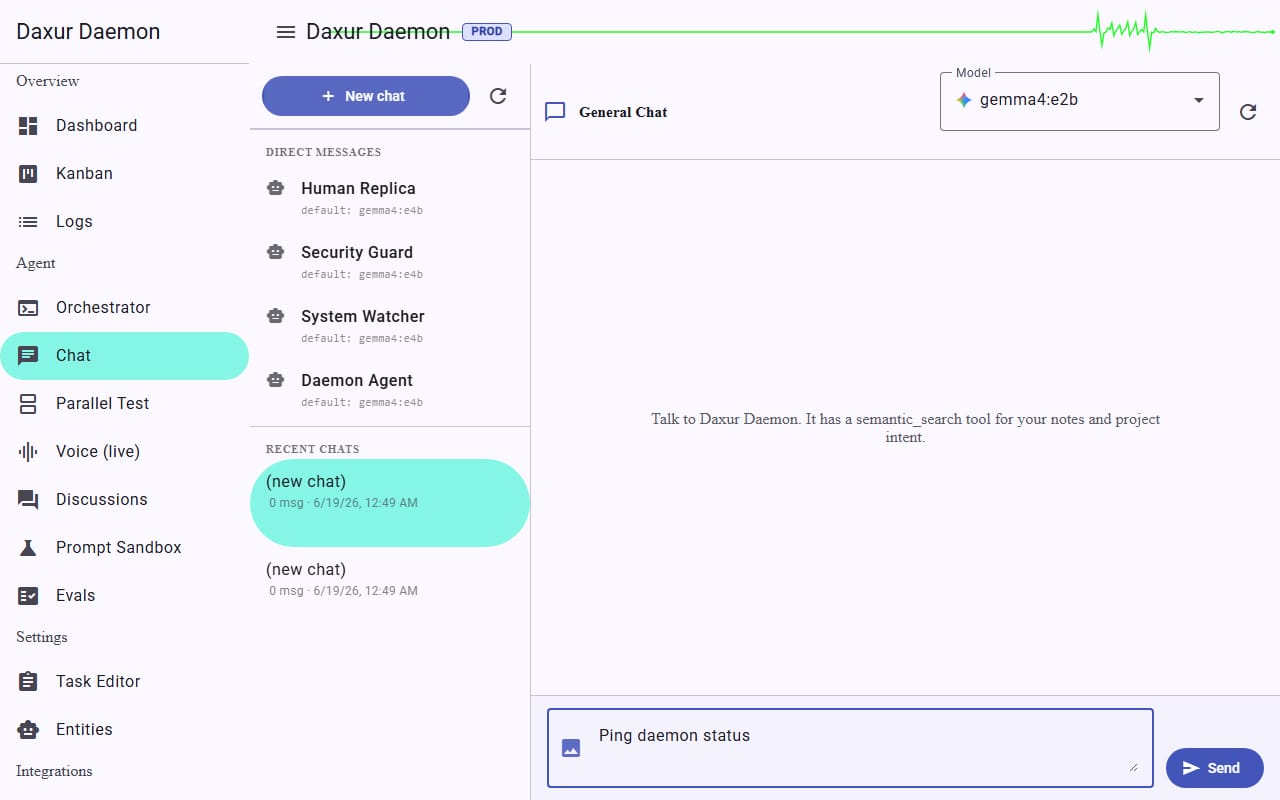 Daxur Daemon
Overview
Dashboard
Kanban
Logs
Agent
Orchestrator
Chat
Parallel Test
Voice (live)
Discussions
Prompt Sandbox
Evals
Settings
Task Editor
Entities
Integrations
Daxur Daemon PROD
New chat
DIRECT MESSAGES
Human Replica
default: gemma4:e4b
Security Guard
default: gemma4:e4b
System Watcher
default: gemma4:e4b
Daemon Agent
default: gemma4:e4b
RECENT CHATS
(new chat)
0 msg · 6/19/26, 12:49 AM
(new chat)
0 msg · 6/19/26, 12:49 AM
General Chat
Model
gemma4:e2b
Talk to Daxur Daemon. It has a semantic_search tool for your notes and project
intent.
Ping daemon status
Send